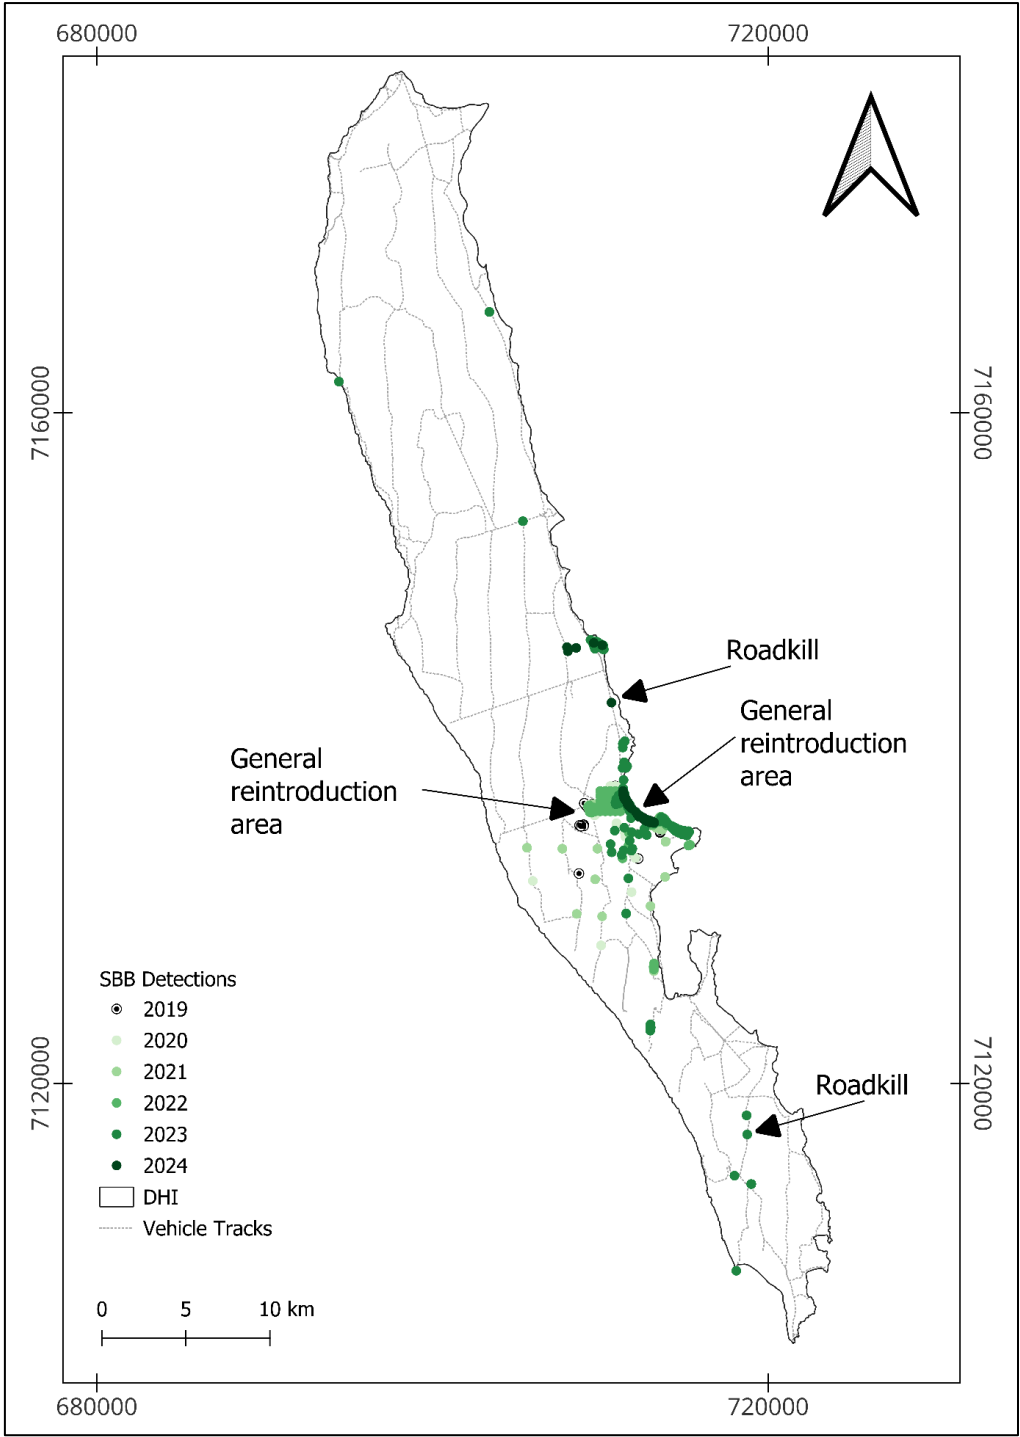 680000
720000
7160000
7160000
Roadkill
General
reintroduction
area
General
reintroduction
area
SBB Detections
2019
2020
2021
2022
2023
2024
DHI
Vehicle Tracks
7120000
7120000
Roadkill
0 5 10 km
680000
720000